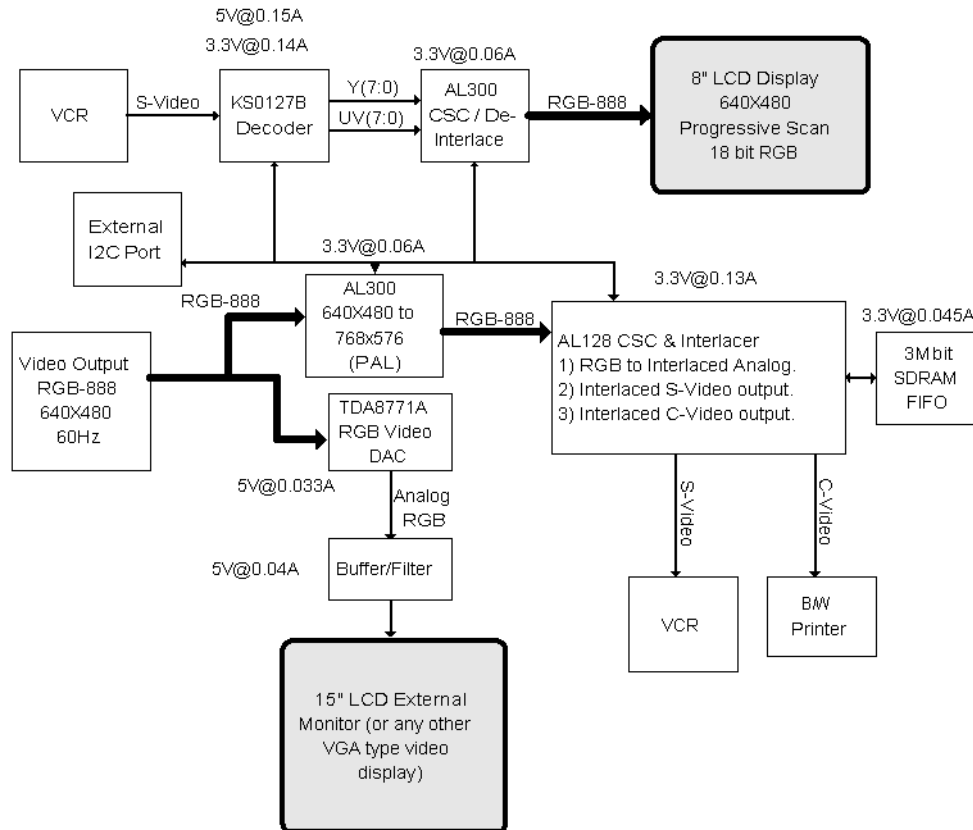 5V@0.15A
3.3V@0.14A
3.3V@0.06A
VCR
S-Video
KS0127B
Decoder
Y(7:0)
UV(7:0)
AL300
CSC / De-
Interlace
RGB-888
8" LCD Display
640X480
Progressive Scan
18 bit RGB
External
I2C Port
3.3V@0.06A
RGB-888
AL300
640X480 to
768x576
(PAL)
RGB-888
3.3V@0.13A
AL128 CSC & Interlacer
1) RGB to Interlaced Analog.
2) Interlaced S-Video output.
3) Interlaced C-Video output.
3.3V@0.045A
3Mbit
SDRAM
FIFO
Video Output
RGB-888
640X480
60Hz
TDA8771A
RGB Video
DAC
5V@0.033A
Analog
RGB
5V@0.04A
Buffer/Filter
S-Video
C-Video
VCR
B/W
Printer
15" LCD External
Monitor (or any other
VGA type video
display)